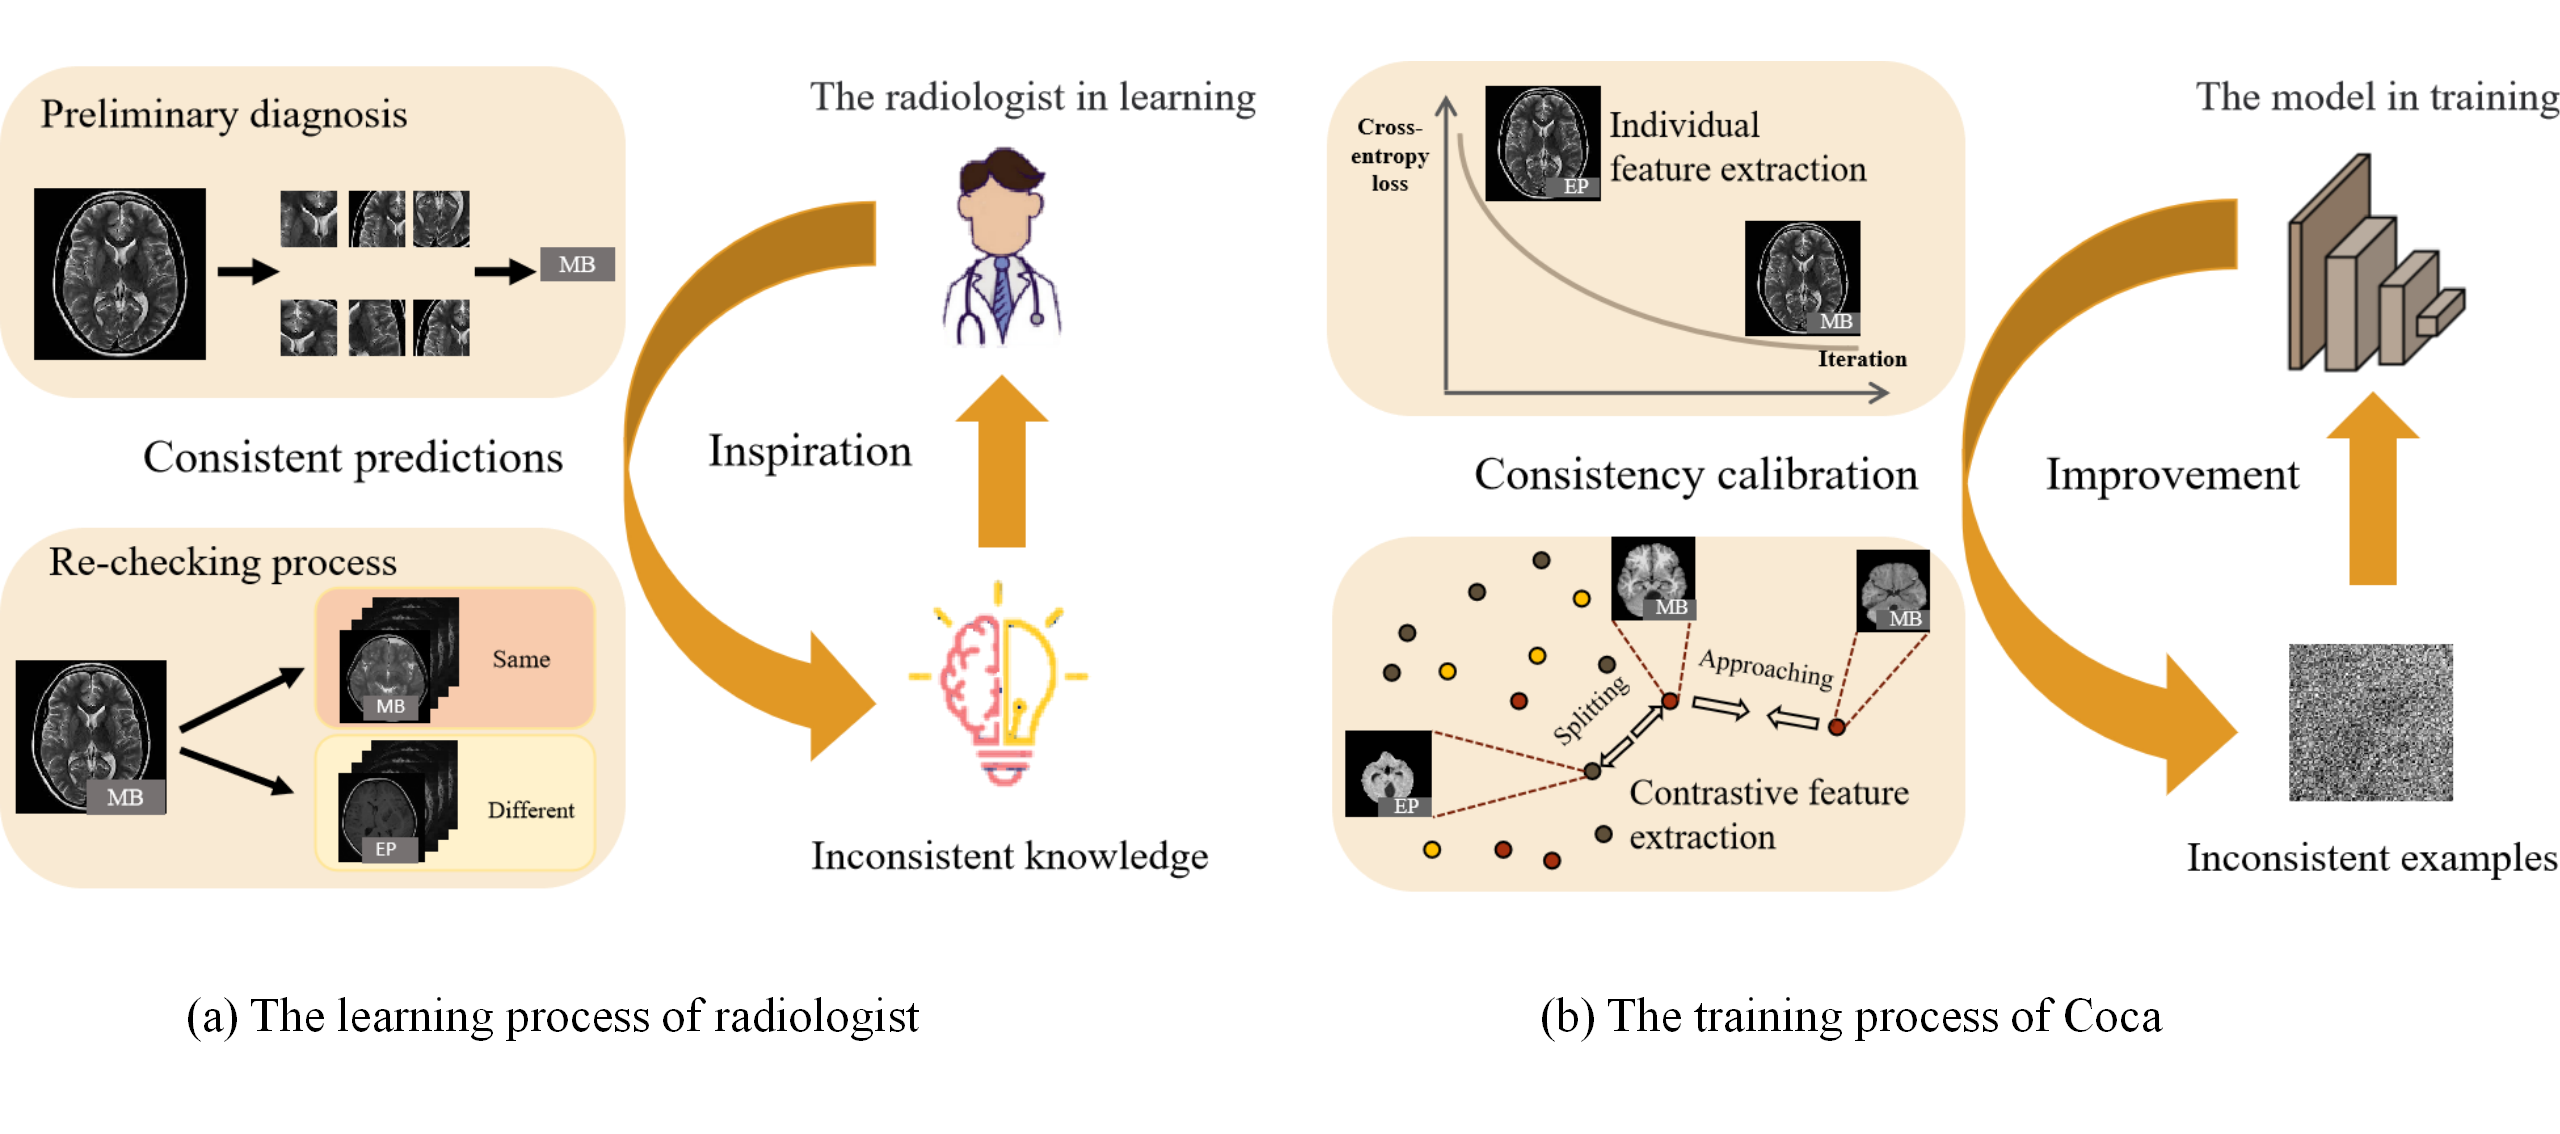 Preliminary diagnosis
MB
Consistent predictions
Re-checking process
MB
Same
MB
Different
EP
The radiologist in learning
Inspiration
Inconsistent knowledge
(a) The learning process of radiologist
Cross-
entropy
loss
Individual
feature extraction
EP
MB
Iteration
Consistency calibration
MB
MB
Approaching
Splitting
EP
Contrastive feature
extraction
The model in training
Improvement
Inconsistent examples
(b) The training process of Coca